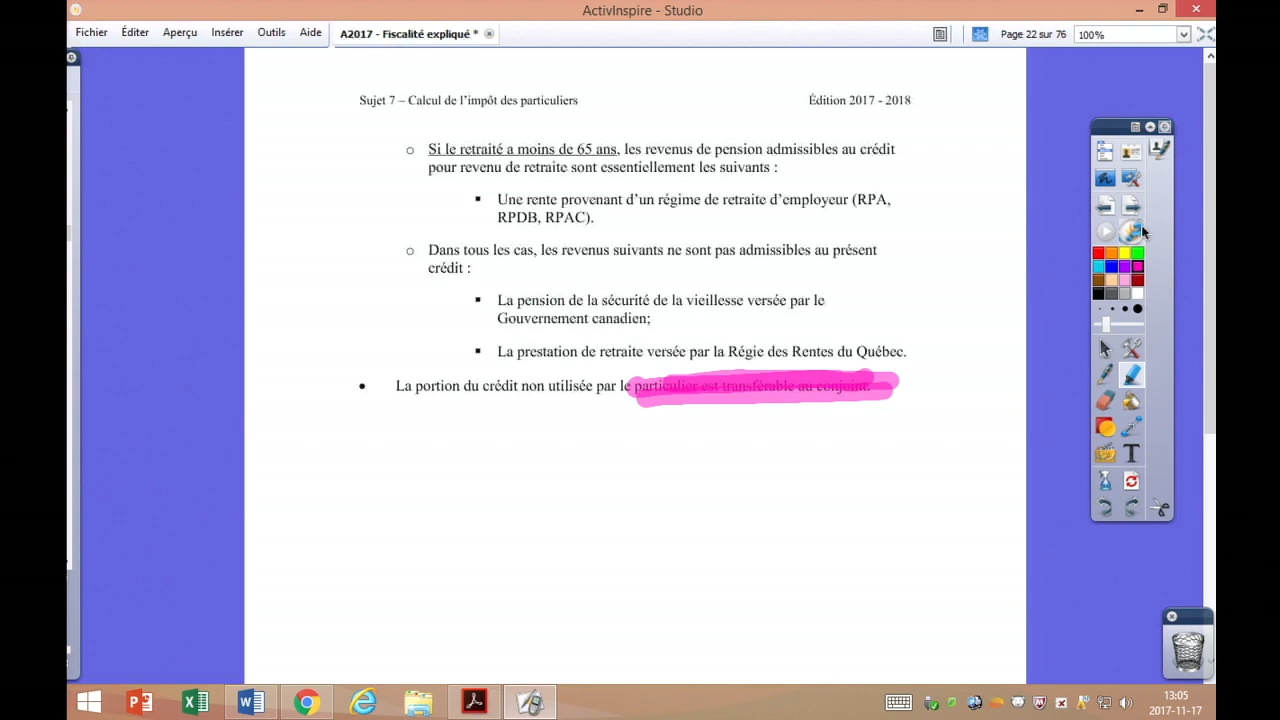 ActivInspire - Studio
Fichier Éditer Aperçu Insérer Outils Aide
A2017 - Fiscalité expliqué *
Page 22 sur 76
100%
Sujet 7 – Calcul de l'impôt des particuliers
Édition 2017 - 2018
o Si le retraité a moins de 65 ans, les revenus de pension admissibles au crédit
pour revenu de retraite sont essentiellement les suivants :
▪ Une rente provenant d'un régime de retraite d'employeur (RPA,
RPDB, RPAC).
o Dans tous les cas, les revenus suivants ne sont pas admissibles au présent
crédit :
▪ La pension de la sécurité de la vieillesse versée par le
Gouvernement canadien;
▪ La prestation de retraite versée par la Régie des Rentes du Québec.
• La portion du crédit non utilisée par le particulier est transférable au conjoint.
13:05
2017-11-17